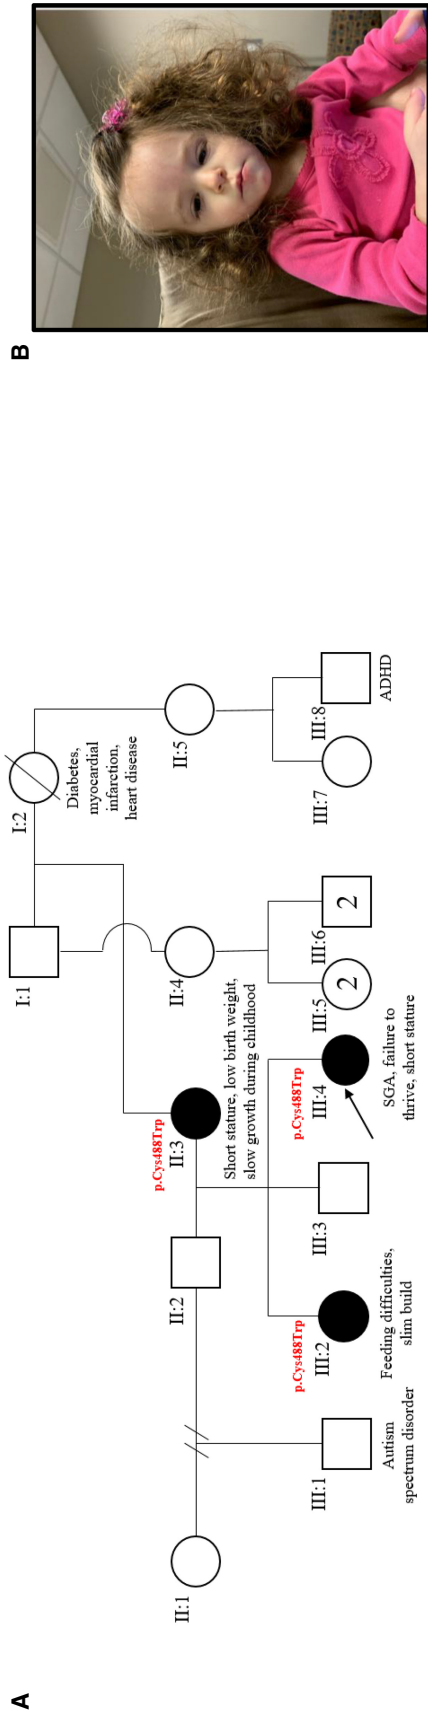 A
B
I:1
I:2
Diabetes,
myocardial
infarction,
heart disease
II:1
II:2
p.Cys488Trp
II:3
Short stature, low birth weight,
slow growth during childhood
II:4
II:5
III:1
Autism
spectrum disorder
p.Cys488Trp
III:2
Feeding difficulties,
slim build
III:3
p.Cys488Trp
III:4
SGA, failure to
thrive, short stature
III:5
2
III:6
2
III:7
III:8
ADHD